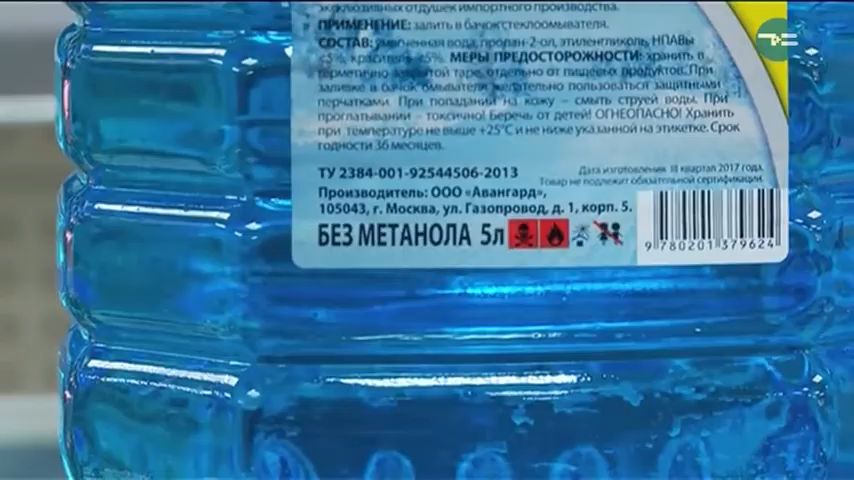 эксклюзивных отдушек импортного производства.
ПРИМЕНЕНИЕ: залить в бачок стеклоомывателя.
СОСТАВ: умягченная вода, пропан-2-ол, этиленгликоль, НПАВы
<5%, краситель <5%. МЕРЫ ПРЕДОСТОРОЖНОСТИ: хранить в
герметично закрытой таре, отдельно от пищевых продуктов. При
заливке в бачок омывателя желательно пользоваться защитными
перчатками. При попадании на кожу – смыть струей воды. При
проглатывании – токсично! Беречь от детей! ОГНЕОПАСНО! Хранить
при температуре не выше +25°С и не ниже указанной на этикетке. Срок
годности 36 месяцев.
ТУ 2384-001-92544506-2013
Дата изготовления III квартал 2017 года.
Товар не подлежит обязательной сертификации.
Производитель: ООО «Авангард»,
105043, г. Москва, ул. Газопровод, д. 1, корп. 5.
БЕЗ МЕТАНОЛА 5л
9 780201 379624